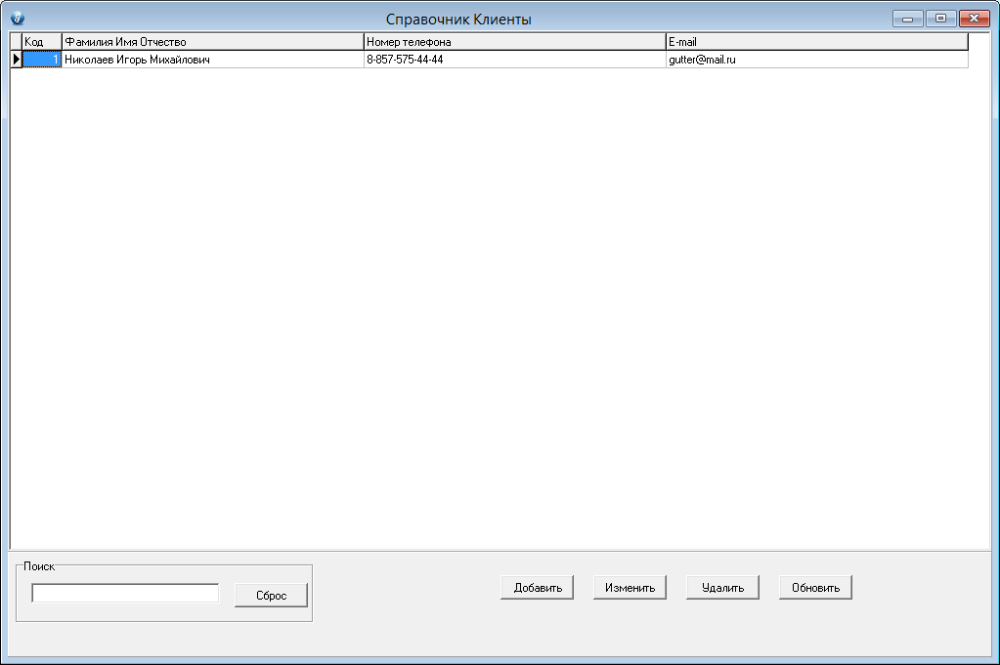 Справочник Клиенты
Код Фамилия Имя Отчество Номер телефона E-mail
1 Николаев Игорь Михайлович 8-857-575-44-44 gutter@mail.ru
Поиск
Сброс Добавить Изменить Удалить Обновить